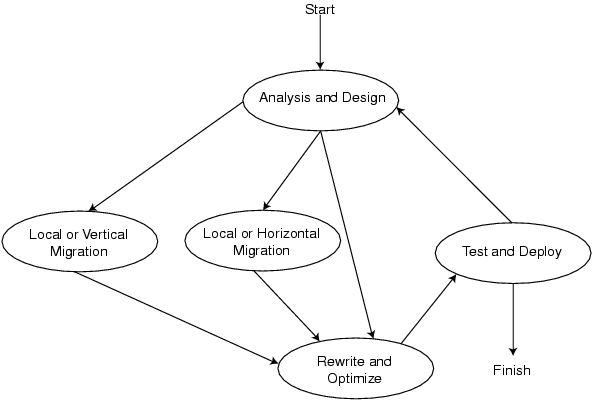 Start
Analysis and Design
Local or Vertical
Migration
Local or Horizontal
Migration
Test and Deploy
Rewrite and
Optimize
Finish